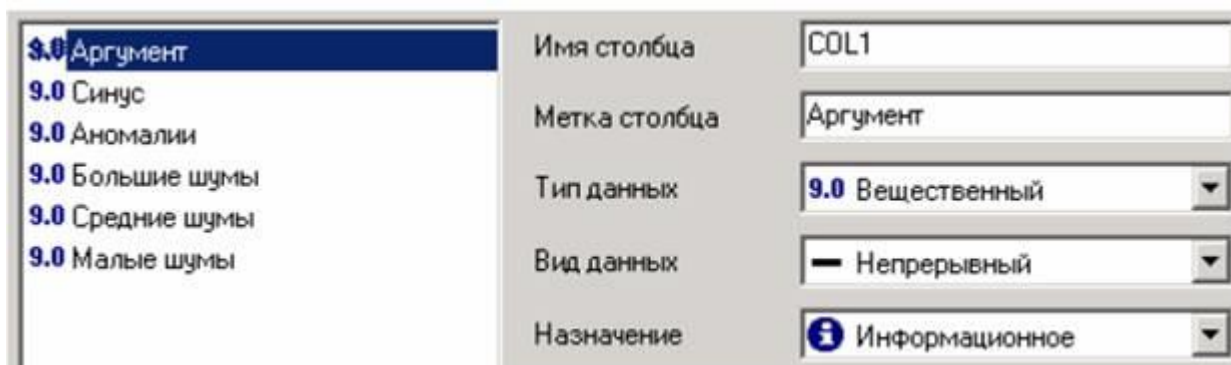 9.0 Аргумент
9.0 Синус
9.0 Аномалии
9.0 Большие шумы
9.0 Средние шумы
9.0 Малые шумы
Имя столбца COL1
Метка столбца Аргумент
Тип данных 9.0 Вещественный
Вид данных Непрерывный
Назначение Информационное